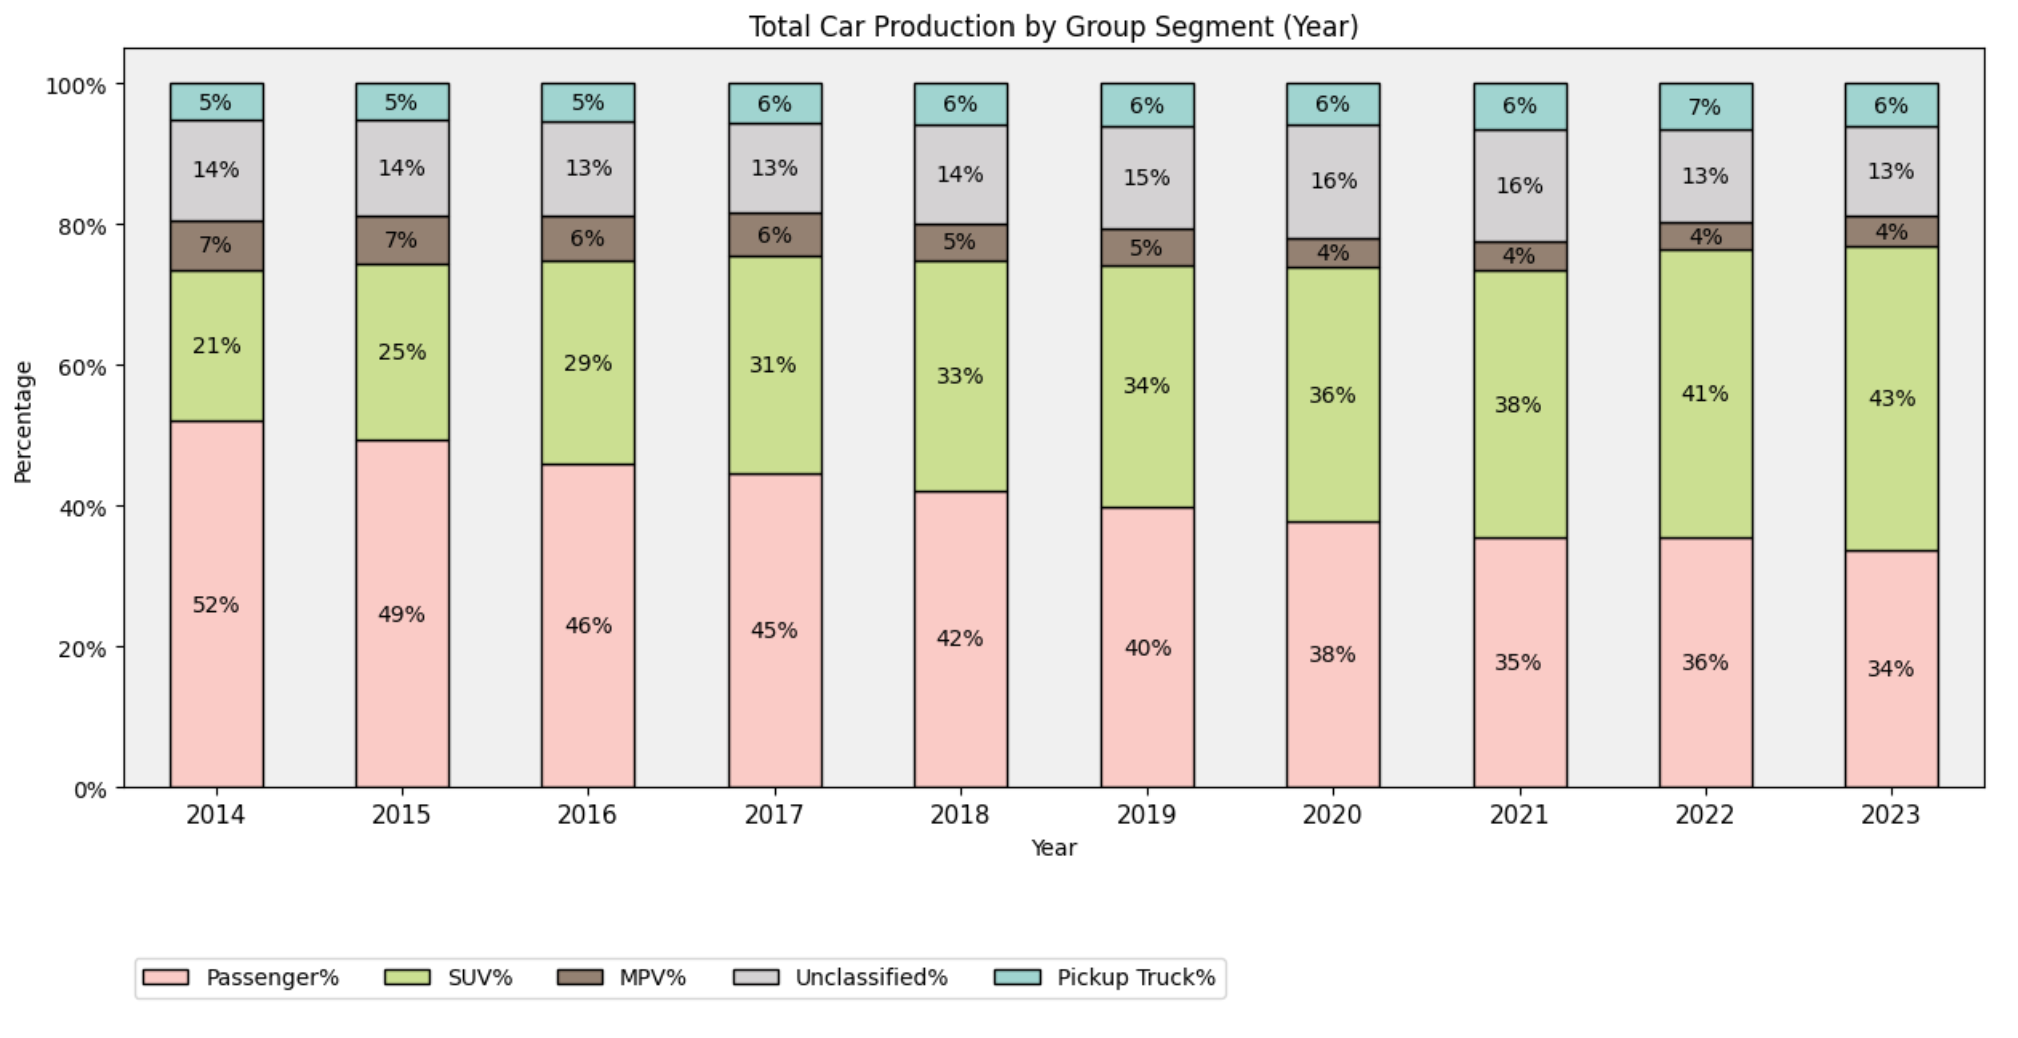 Total Car Production by Group Segment (Year)
100%
5% 5% 5% 6% 6% 6% 6% 6% 7% 6%
14% 14% 13% 13% 14% 15% 16% 16% 13% 13%
80%
7% 7% 6% 6% 5% 5% 4% 4% 4% 4%
21% 25% 29% 31% 33% 34% 36% 38% 41% 43%
60%
Percentage
40%
52% 49% 46% 45% 42% 40% 38% 35% 36% 34%
20%
0%
2014 2015 2016 2017 2018 2019 2020 2021 2022 2023
Year
Passenger% SUV% MPV% Unclassified% Pickup Truck%